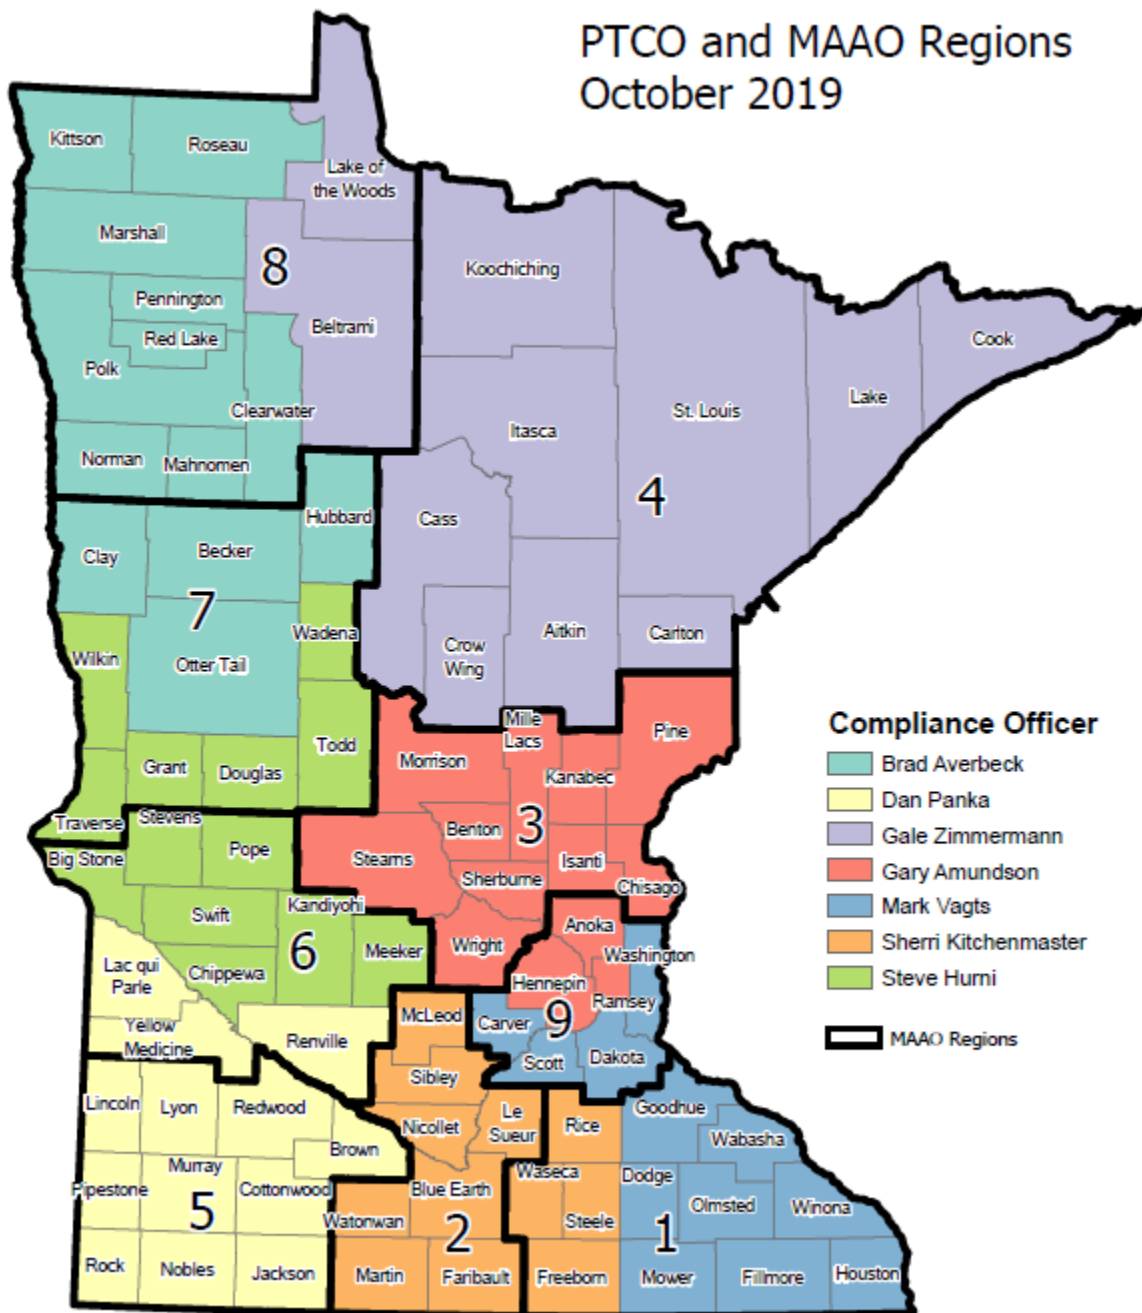 PTCO and MAAO Regions
October 2019
Kittson
Roseau
Lake of
the Woods
Marshall
8
Koochiching
Pennington
Beltrami
Red Lake
Cook
Polk
Lake
Clearwater
St. Louis
Itasca
Norman
Mahnomen
4
Hubbard
Cass
Clay
Becker
7
Wadena
Aitkin
Carlton
Crow
Wing
Wilkin
Otter Tail
Mille
Lacs
Pine
Todd
Morrison
Grant
Douglas
Kanabec
Traverse
Stevens
3
Benton
Big Stone
Pope
Stearns
Isanti
Sherburne
Chisago
Kandiyohi
Swift
Anoka
6
Meeker
Wright
Washington
Lac qui
Parle
Chippewa
Hennepin
Ramsey
McLeod
Carver
9
Yellow
Medicine
Renville
Scott
Dakota
Sibley
Lincoln
Lyon
Redwood
Le
Sueur
Goodhue
Nicollet
Rice
Wabasha
Brown
Murray
Waseca
Dodge
Pipestone
Cottonwood
Blue Earth
Olmsted
Winona
5
Watonwan
2
Steele
1
Rock
Nobles
Jackson
Martin
Faribault
Freeborn
Mower
Fillmore
Houston
Compliance Officer
Brad Averbeck
Dan Panka
Gale Zimmermann
Gary Amundson
Mark Vagts
Sherri Kitchenmaster
Steve Hurni
MAAO Regions